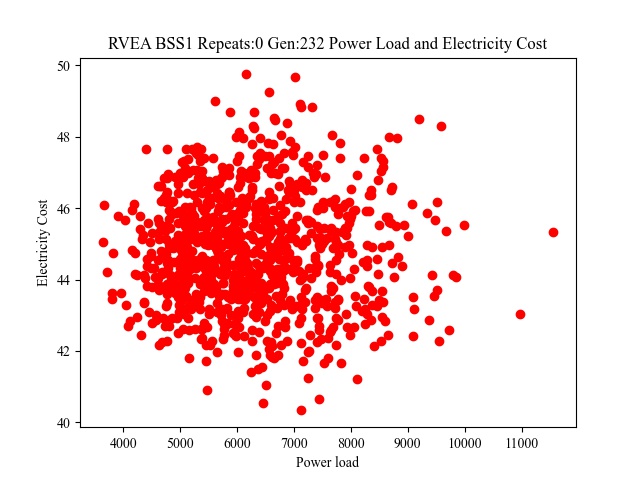 RVEA BSS1 Repeats:0 Gen:232 Power Load and Electricity Cost
50
48
46
44
42
40
Electricity Cost
4000 5000 6000 7000 8000 9000 10000 11000
Power load